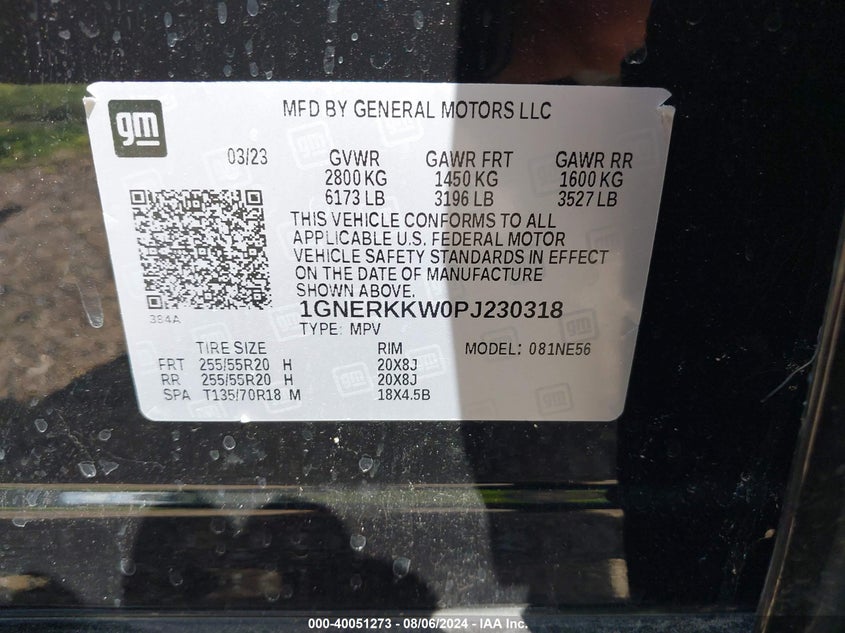 gm
MFD BY GENERAL MOTORS LLC
03/23 GVWR GAWR FRT GAWR RR
2800 KG 1450 KG 1600 KG
6173 LB 3196 LB 3527 LB
THIS VEHICLE CONFORMS TO ALL
APPLICABLE U.S. FEDERAL MOTOR
VEHICLE SAFETY STANDARDS IN EFFECT
ON THE DATE OF MANUFACTURE
SHOWN ABOVE.
1GNERKKW0PJ230318
384A
TYPE: MPV
TIRE SIZE RIM MODEL: 081NE56
FRT 255/55R20 H 20X8J
RR 255/55R20 H 20X8J
SPA T135/70R18 M 18X4.5B
000-40051273 - 08/06/2024 - IAA Inc.